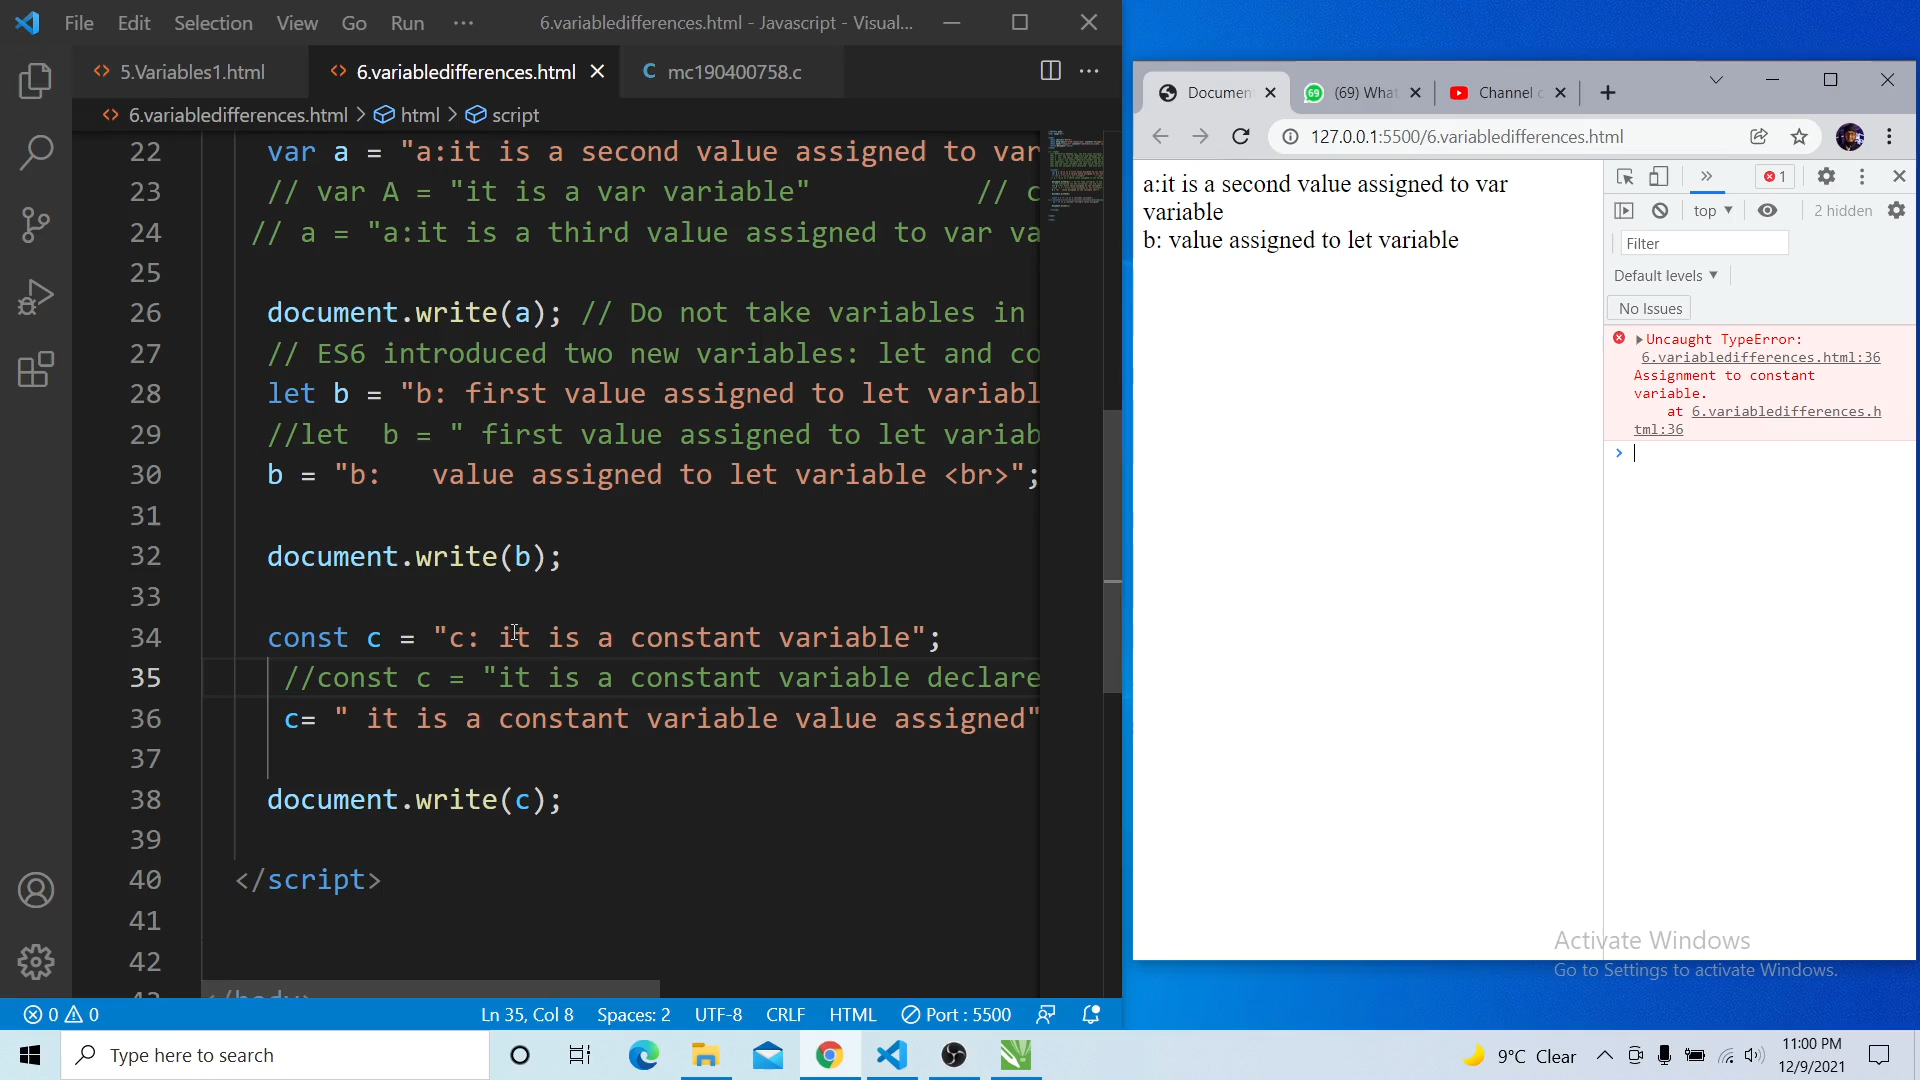 File Edit Selection View Go Run ··· 6.variabledifferences.html - Javascript - Visual...
5.Variables1.html 6.variabledifferences.html C mc190400758.c
6.variabledifferences.html > html > script
22 var a = "a:it is a second value assigned to var
23 // var A = "it is a var variable" // c
24 // a = "a:it is a third value assigned to var va
25
26 document.write(a); // Do not take variables in
27 // ES6 introduced two new variables: let and co
28 let b = "b: first value assigned to let variabl
29 //let b = " first value assigned to let variab
30 b = "b: value assigned to let variable <br>";
31
32 document.write(b);
33
34 const c = "c: it is a constant variable";
35 //const c = "it is a constant variable declare
36 c= " it is a constant variable value assigned"
37
38 document.write(c);
39
40 </script>
41
42
0 0 Ln 35, Col 8 Spaces: 2 UTF-8 CRLF HTML Port : 5500
Documen 69 (69) What Channel c
127.0.0.1:5500/6.variabledifferences.html
a:it is a second value assigned to var
variable
b: value assigned to let variable
1
top 2 hidden
Filter
Default levels
No Issues
Uncaught TypeError:
6.variabledifferences.html:36
Assignment to constant
variable.
at 6.variabledifferences.h
tml:36
Activate Windows
Go to Settings to activate Windows.
Type here to search
9°C Clear
11:00 PM
12/9/2021